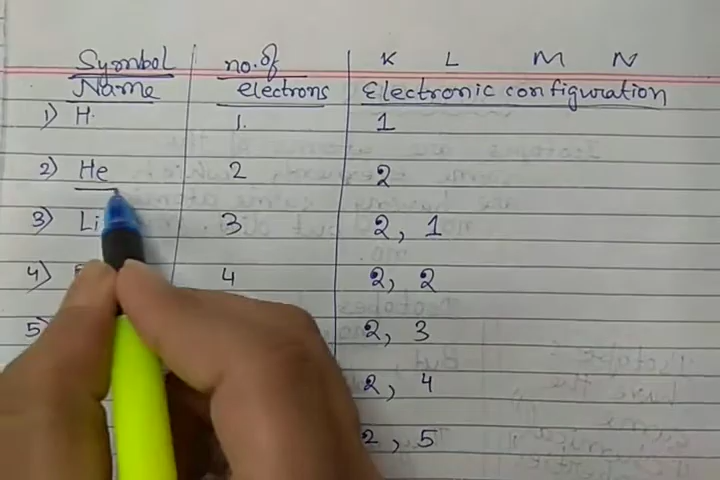 Symbol no. of K L M N
Name electrons Electronic configuration
1) H. 1. 1
2) He 2 2
3) Li 3 2, 1
4) 4 2, 2
5) 2, 3
2, 4
2, 5